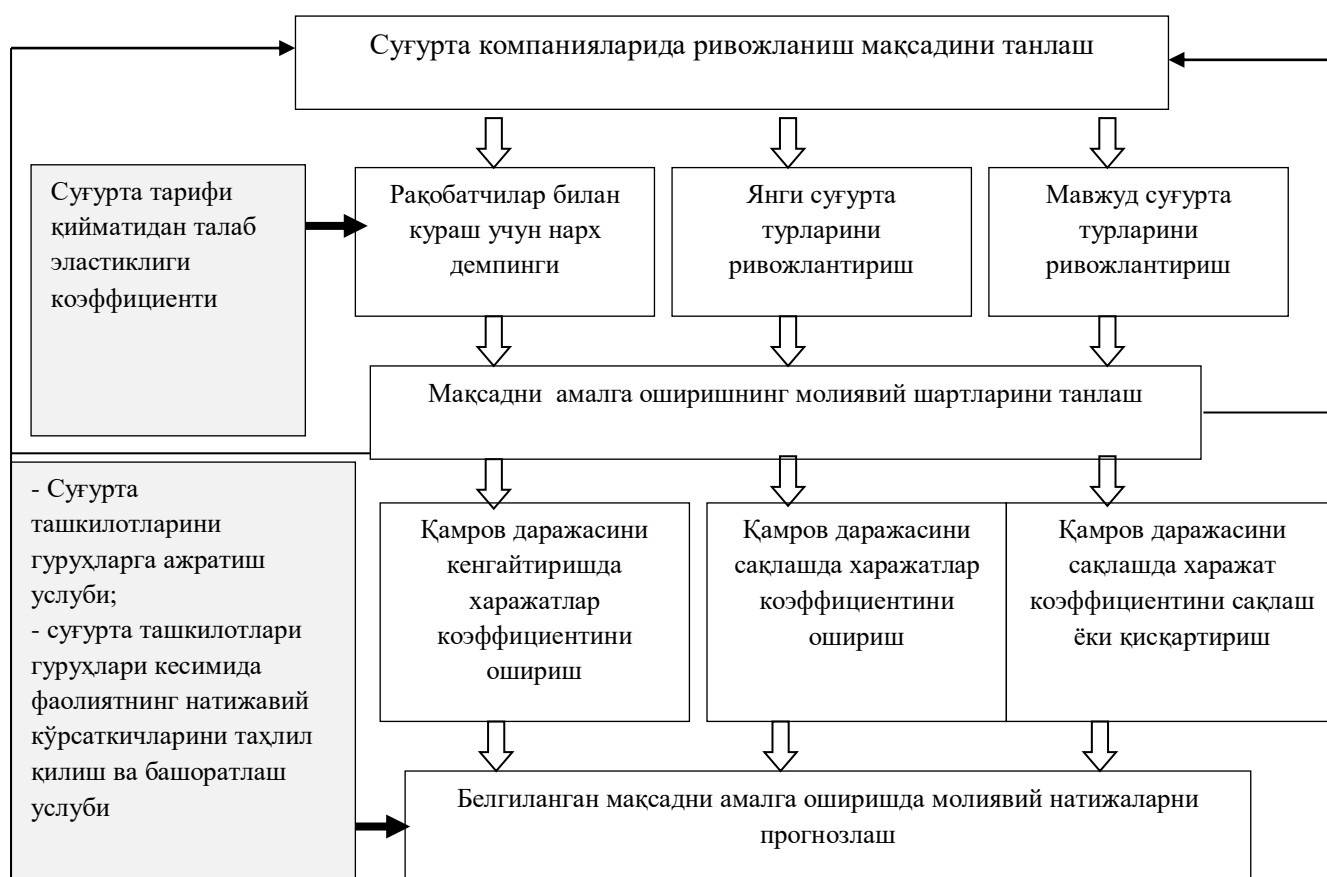 Суғурта компанияларида ривожланиш мақсадини танлаш
Суғурта тарифи
қийматидан талаб
эластиклиги
коэффициенти
Рақобатчилар билан
кураш учун нарх
демпинги
Янги суғурта
турларини
ривожлантириш
Мавжуд суғурта
турларини
ривожлантириш
Мақсадни амалга оширишнинг молиявий шартларини танлаш
- Суғурта
ташкилотларини
гуруҳларга ажратиш
услуби;
- суғурта ташкилотлари
гуруҳлари кесимида
фаолиятнинг натижавий
кўрсаткичларини таҳлил
қилиш ва башоратлаш
услуби
Қамров даражасини
кенгайтиришда
харажатлар
коэффициентини
ошириш
Қамров даражасини
сақлашда харажатлар
коэффициентини
ошириш
Қамров даражасини
сақлашда харажат
коэффициентини сақлаш
ёки қисқартириш
Белгиланган мақсадни амалга оширишда молиявий натижаларни
прогнозлаш